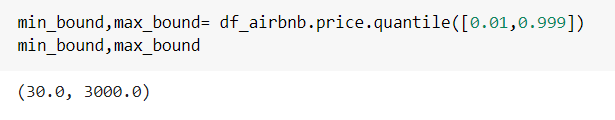 min_bound,max_bound= df_airbnb.price.quantile([0.01,0.999])
min_bound,max_bound
(30.0, 3000.0)